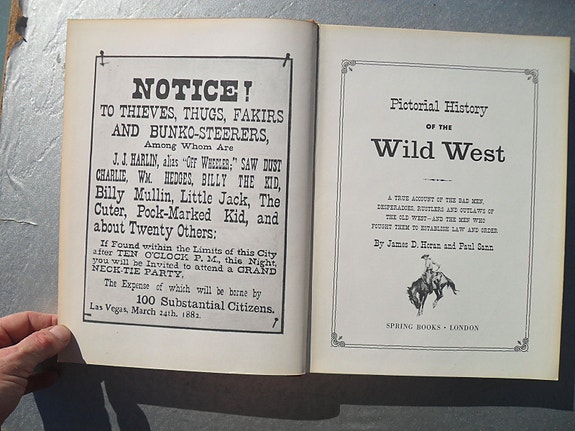 NOTICE!
TO THIEVES, THUGS, FAKIRS
AND BUNKO-STEERERS,
Among Whom Are
J. J. HARLIN, alias "OFF WHEELER;" SAW DUST
CHARLIE, WM. HEDGES, BILLY THE KID,
Billy Mullin, Little Jack, The
Cuter, Pock-Marked Kid, and
about Twenty Others:
If Found within the Limits of this City
after TEN O'CLOCK P. M., this Night,
you will be Invited to attend a GRAND
NECK-TIE PARTY,
The Expense of which will be borne by
100 Substantial Citizens.
Las Vegas, March 24th. 1882.
Pictorial History
OF THE
Wild West
A TRUE ACCOUNT OF THE BAD MEN,
DESPERADOES, RUSTLERS AND OUTLAWS OF
THE OLD WEST—AND THE MEN WHO
FOUGHT THEM TO ESTABLISH LAW AND ORDER
By James D. Horan and Paul Sann
SPRING BOOKS · LONDON